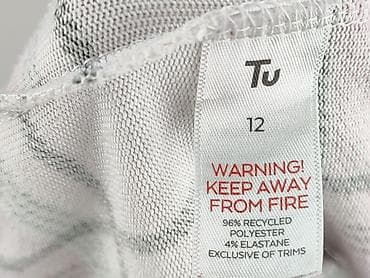 Tu
12
WARNING!
KEEP AWAY
FROM FIRE
96% RECYCLED
POLYESTER
4% ELASTANE
EXCLUSIVE OF TRIMS